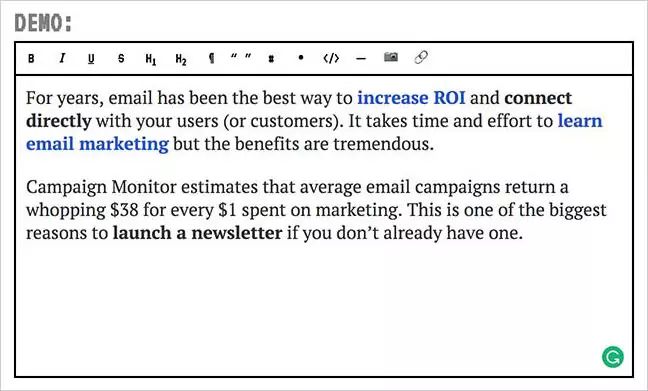 DEMO:
B I U S H1 H2 ¶ “ ” # • </> —
For years, email has been the best way to increase ROI and connect
directly with your users (or customers). It takes time and effort to learn
email marketing but the benefits are tremendous.
Campaign Monitor estimates that average email campaigns return a
whopping $38 for every $1 spent on marketing. This is one of the biggest
reasons to launch a newsletter if you don’t already have one.